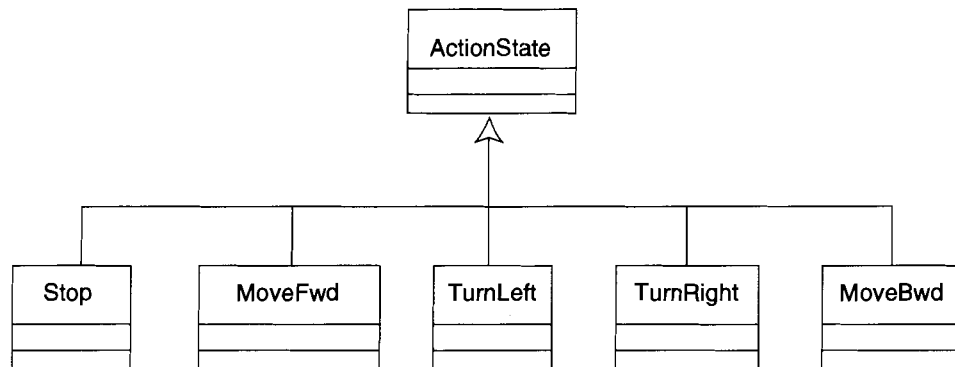 ActionState
Stop
MoveFwd
TurnLeft
TurnRight
MoveBwd